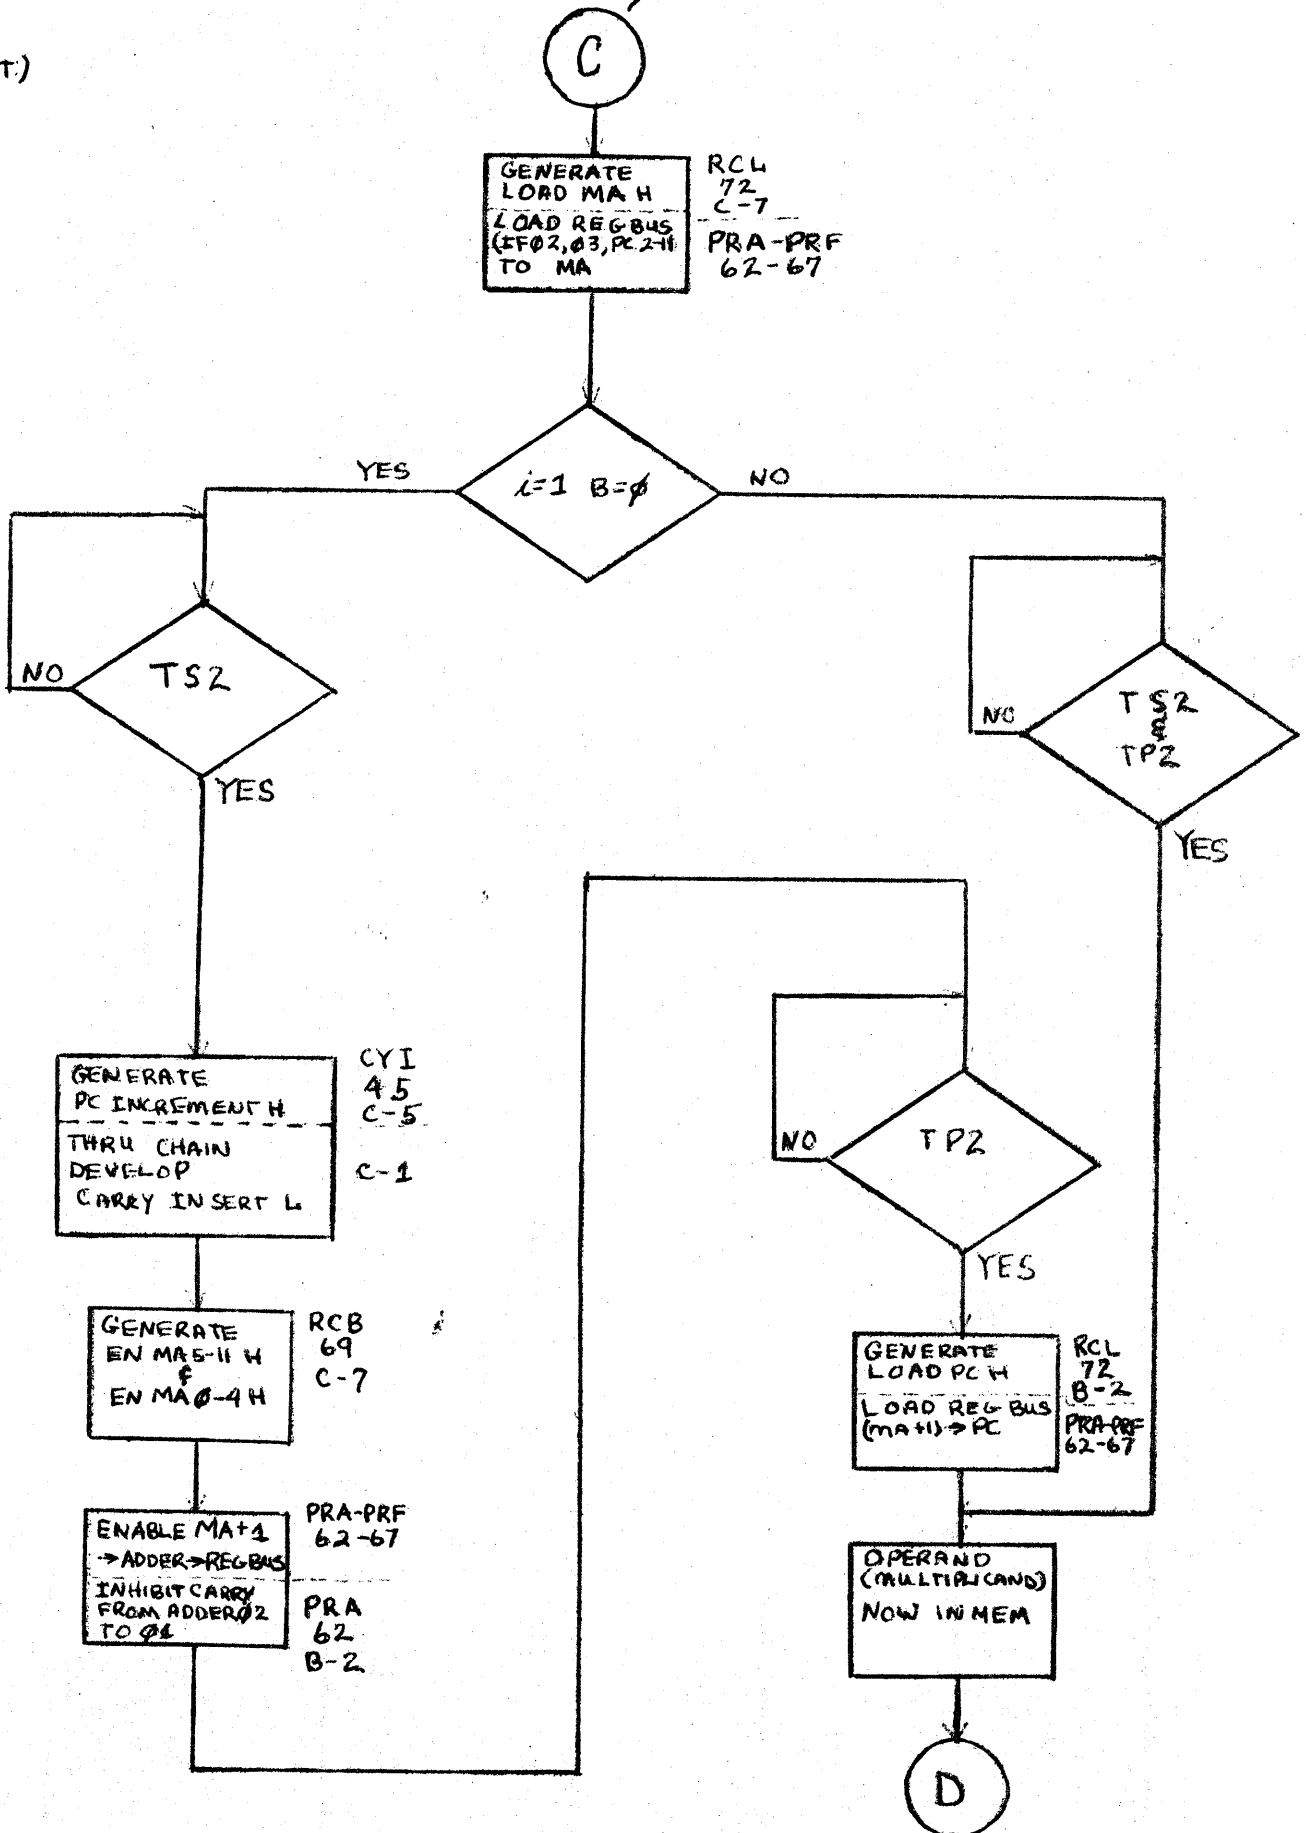 T.)
C
GENERATE
LOAD MA H
RCL
72
C-7
LOAD REG BUS
(IFØ2,Ø3,PC2-11
TO MA
PRA-PRF
62-67
i=1 B=Ø
YES
NO
TS2
NO
YES
TS2
&
TP2
NO
YES
GENERATE
PC INCREMENT H
CYI
45
C-5
THRU CHAIN
DEVELOP
CARRY INSERT L
C-1
GENERATE
EN MA5-11 H
&
EN MAØ-4 H
RCB
69
C-7
ENABLE MA+1
→ADDER→REGBUS
PRA-PRF
62-67
INHIBIT CARRY
FROM ADDERØ2
TO Ø1
PRA
62
B-2
TP2
NO
YES
GENERATE
LOAD PC H
RCL
72
B-2
LOAD REG BUS
(MA+1)→PC
PRA-PRF
62-67
OPERAND
(MULTIPLICAND)
NOW IN MEM
D